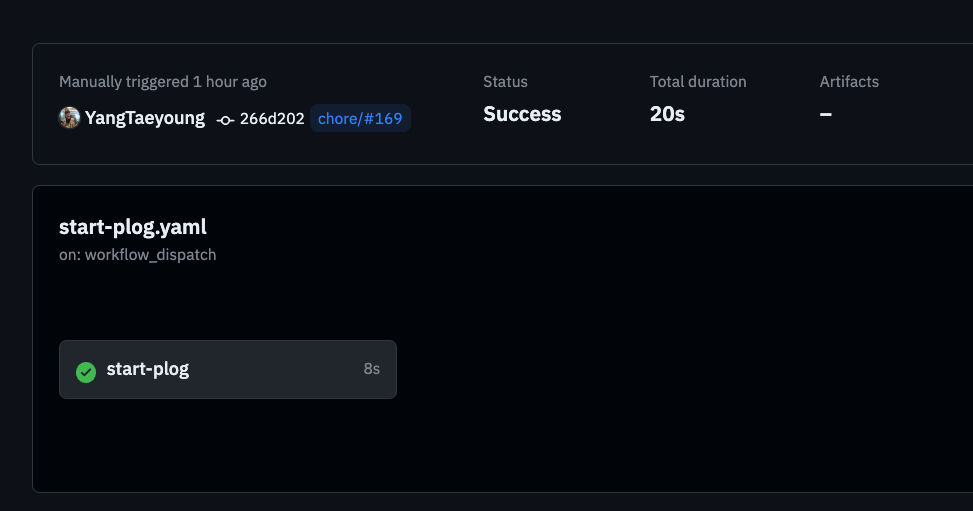 Manually triggered 1 hour ago
Status
Total duration
Artifacts
YangTaeyoung 266d202 chore/#169
Success
20s
–
start-plog.yaml
on: workflow_dispatch
start-plog 8s